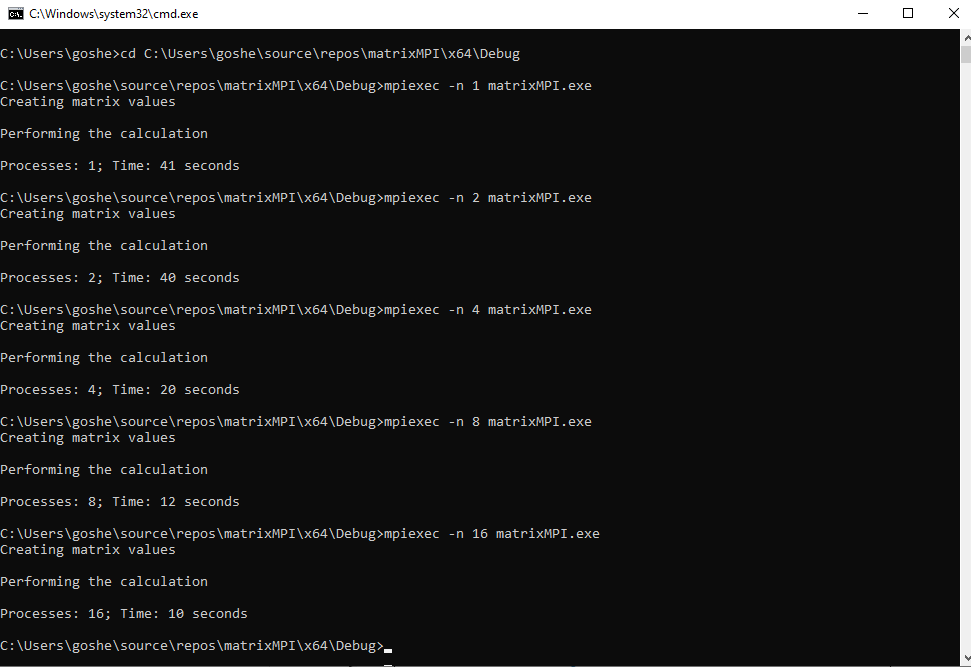 C:\Windows\system32\cmd.exe
C:\Users\goshe>cd C:\Users\goshe\source\repos\matrixMPI\x64\Debug
C:\Users\goshe\source\repos\matrixMPI\x64\Debug>mpiexec -n 1 matrixMPI.exe
Creating matrix values
Performing the calculation
Processes: 1; Time: 41 seconds
C:\Users\goshe\source\repos\matrixMPI\x64\Debug>mpiexec -n 2 matrixMPI.exe
Creating matrix values
Performing the calculation
Processes: 2; Time: 40 seconds
C:\Users\goshe\source\repos\matrixMPI\x64\Debug>mpiexec -n 4 matrixMPI.exe
Creating matrix values
Performing the calculation
Processes: 4; Time: 20 seconds
C:\Users\goshe\source\repos\matrixMPI\x64\Debug>mpiexec -n 8 matrixMPI.exe
Creating matrix values
Performing the calculation
Processes: 8; Time: 12 seconds
C:\Users\goshe\source\repos\matrixMPI\x64\Debug>mpiexec -n 16 matrixMPI.exe
Creating matrix values
Performing the calculation
Processes: 16; Time: 10 seconds
C:\Users\goshe\source\repos\matrixMPI\x64\Debug>